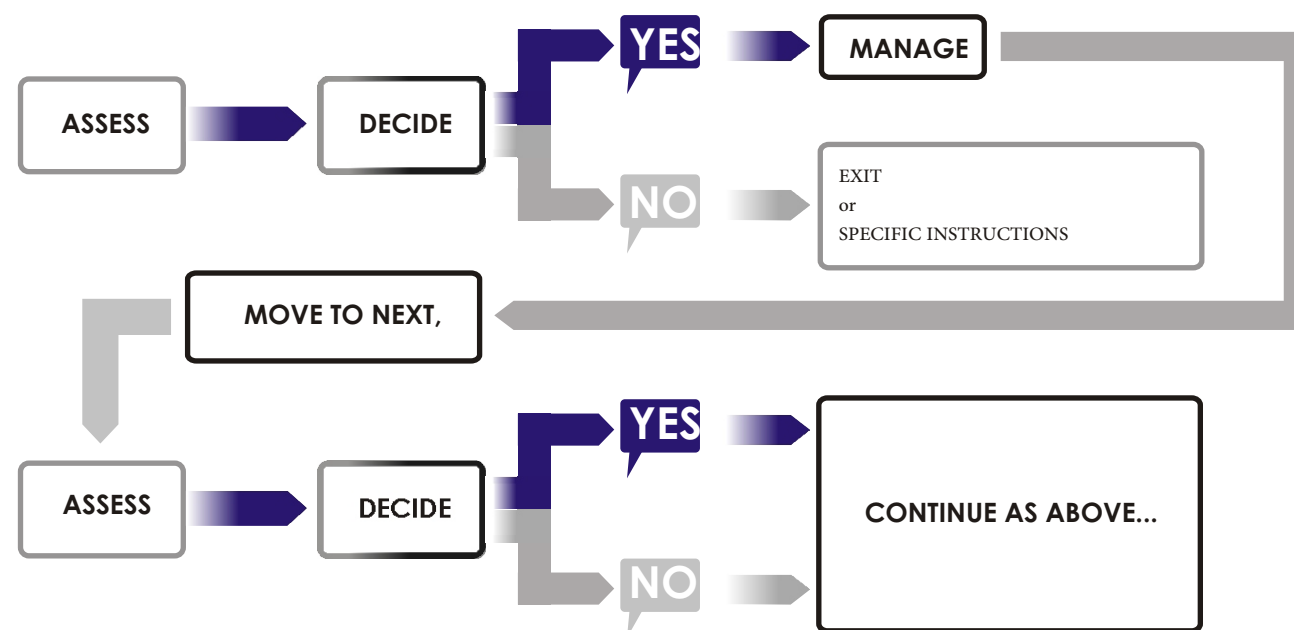 YES
MANAGE
ASSESS
DECIDE
NO
EXIT
or
SPECIFIC INSTRUCTIONS
MOVE TO NEXT,
YES
ASSESS
DECIDE
CONTINUE AS ABOVE...
NO